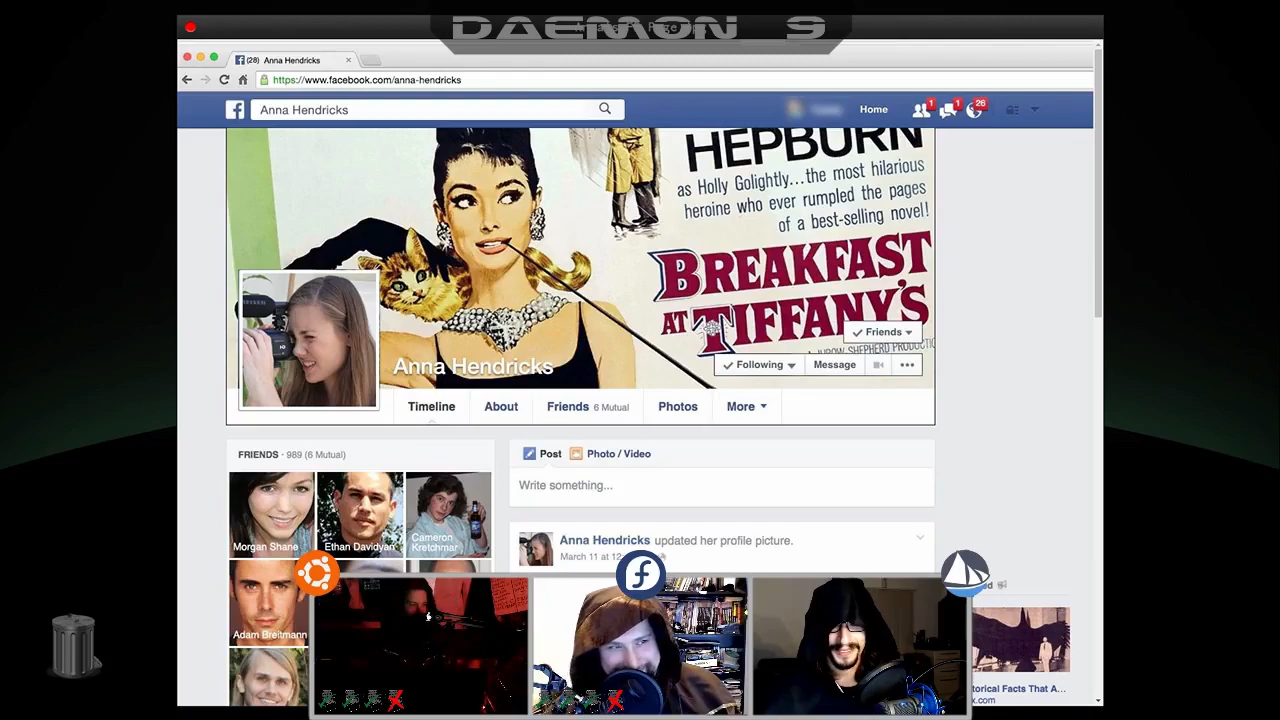 DAEMON 9
(28) Anna Hendricks
https://www.facebook.com/anna-hendricks
Anna Hendricks
Home
1
1
26
HEPBURN
as Holly Golightly...the most hilarious
heroine who ever rumpled the pages
of a best-selling novel!
BREAKFAST
AT TIFFANY'S
Friends
Following
Message
Anna Hendricks
Timeline
About
Friends 6 Mutual
Photos
More
FRIENDS · 989 (6 Mutual)
Post
Photo / Video
Write something...
Morgan Shane
Ethan Davidyan
Cameron
Kretchmar
Anna Hendricks updated her profile picture.
March 11 at 12
Adam Breitmann
torical Facts That A...
x.com